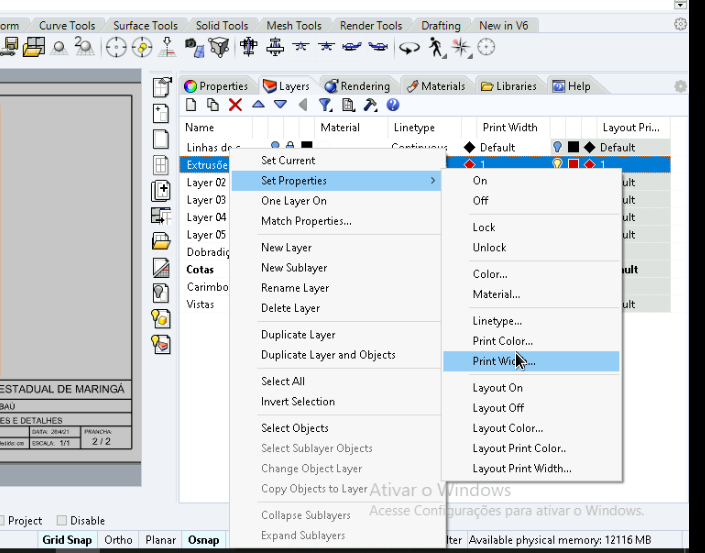 orm Curve Tools Surface Tools Solid Tools Mesh Tools Render Tools Drafting New in V6
Properties Layers Rendering Materials Libraries Help
Name Material Linetype Print Width Layout Pri...
Linhas de c Continuous Default Default
Extrusõe 1 1
Layer 02 ult
Layer 03 ult
Layer 04 ult
Layer 05 ult
Dobradiç
Cotas ault
Carimbo
Vistas ult
Set Current
Set Properties >
One Layer On
Match Properties...
New Layer
New Sublayer
Rename Layer
Delete Layer
Duplicate Layer
Duplicate Layer and Objects
Select All
Invert Selection
Select Objects
Select Sublayer Objects
Change Object Layer
Copy Objects to Layer
Collapse Sublayers
Expand Sublayers
On
Off
Lock
Unlock
Color...
Material...
Linetype...
Print Color...
Print Wid...
Layout On
Layout Off
Layout Color...
Layout Print Color..
Layout Print Width...
ESTADUAL DE MARINGÁ
BAÚ
ES E DETALHES
DATA: 28/4/21 PRANCHA:
ESCALA: 1/1 2 / 2
Ativar o Windows
Acesse Configurações para ativar o Windows.
Project Disable
Grid Snap Ortho Planar Osnap lter Available physical memory: 12116 MB